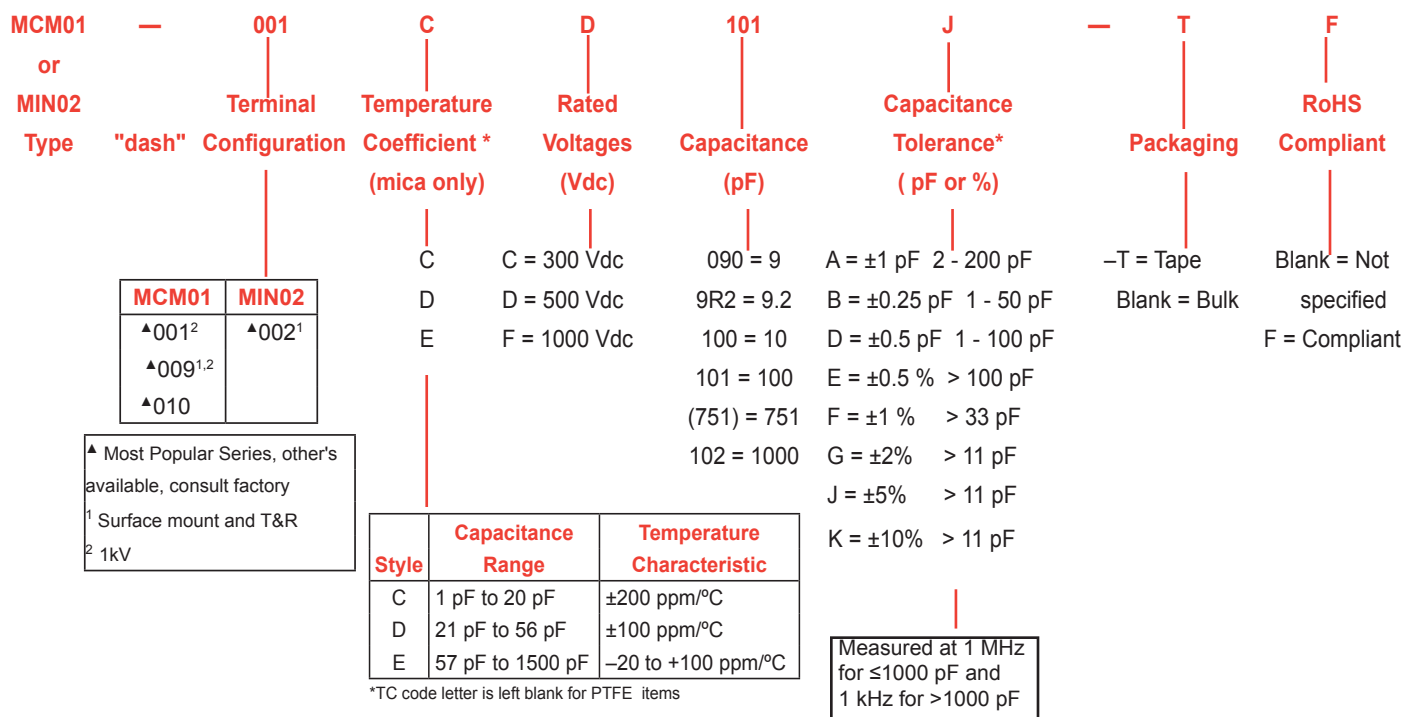 MCM01 — 001 C D 101 J — T F
or
MIN02 Terminal Temperature Rated Capacitance RoHS
Type "dash" Configuration Coefficient * Voltages Capacitance Tolerance* Packaging Compliant
(mica only) (Vdc) (pF) ( pF or %)
C C = 300 Vdc 090 = 9 A = ±1 pF 2 - 200 pF –T = Tape Blank = Not
D D = 500 Vdc 9R2 = 9.2 B = ±0.25 pF 1 - 50 pF Blank = Bulk specified
E F = 1000 Vdc 100 = 10 D = ±0.5 pF 1 - 100 pF F = Compliant
101 = 100 E = ±0.5 % > 100 pF
(751) = 751 F = ±1 % > 33 pF
102 = 1000 G = ±2% > 11 pF
J = ±5% > 11 pF
K = ±10% > 11 pF
MCM01 MIN02
▲001² ▲002¹
▲009¹,²
▲010
▲ Most Popular Series, other's
available, consult factory
¹ Surface mount and T&R
² 1kV
Capacitance Temperature
Style Range Characteristic
C 1 pF to 20 pF ±200 ppm/ºC
D 21 pF to 56 pF ±100 ppm/ºC
E 57 pF to 1500 pF –20 to +100 ppm/ºC
*TC code letter is left blank for PTFE items
Measured at 1 MHz
for ≤1000 pF and
1 kHz for >1000 pF